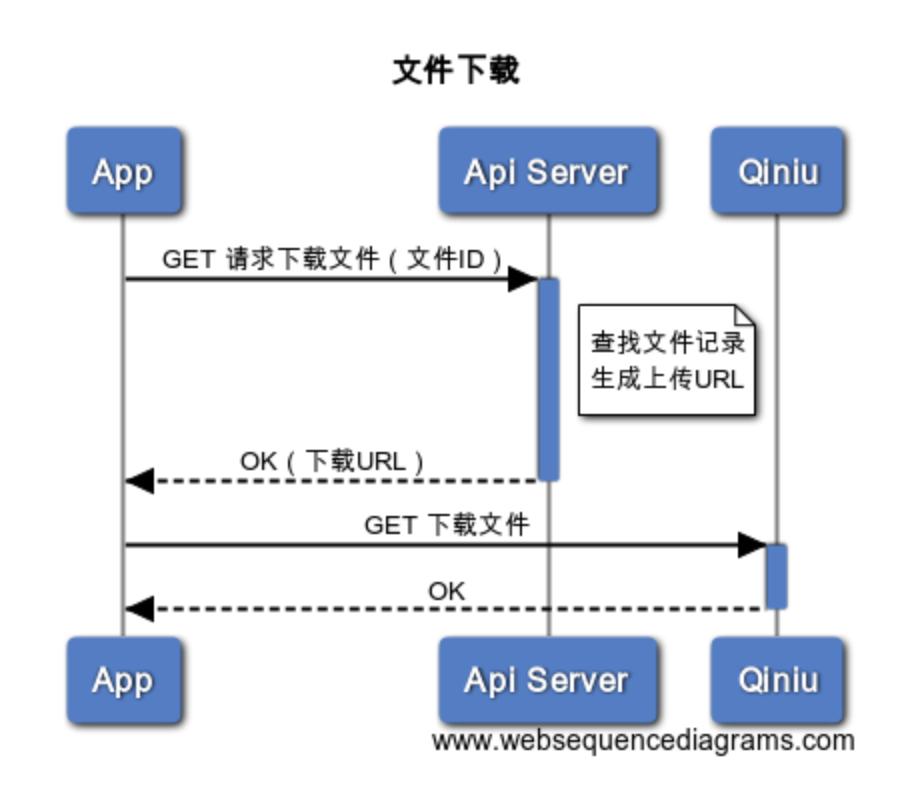 文件下载
App
Api Server
Qiniu
GET 请求下载文件（文件ID）
查找文件记录
生成上传URL
OK（下载URL）
GET 下载文件
OK
App
Api Server
Qiniu
www.websequencediagrams.com